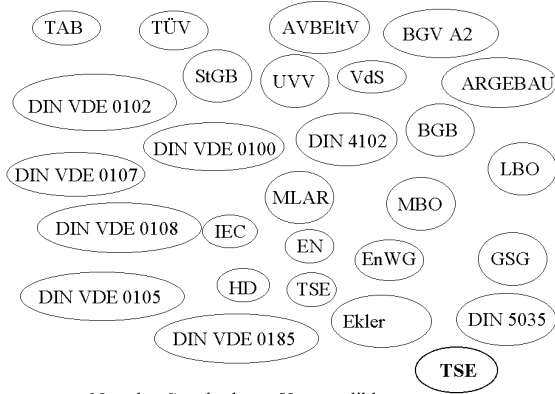 TAB
TÜV
AVBEltV
BGV A2
StGB
UVV
VdS
ARGEBAU
DIN VDE 0102
DIN VDE 0100
DIN 4102
BGB
DIN VDE 0107
LBO
MLAR
MBO
DIN VDE 0108
IEC
EN
EnWG
GSG
HD
TSE
DIN VDE 0105
Ekler
DIN 5035
DIN VDE 0185
TSE